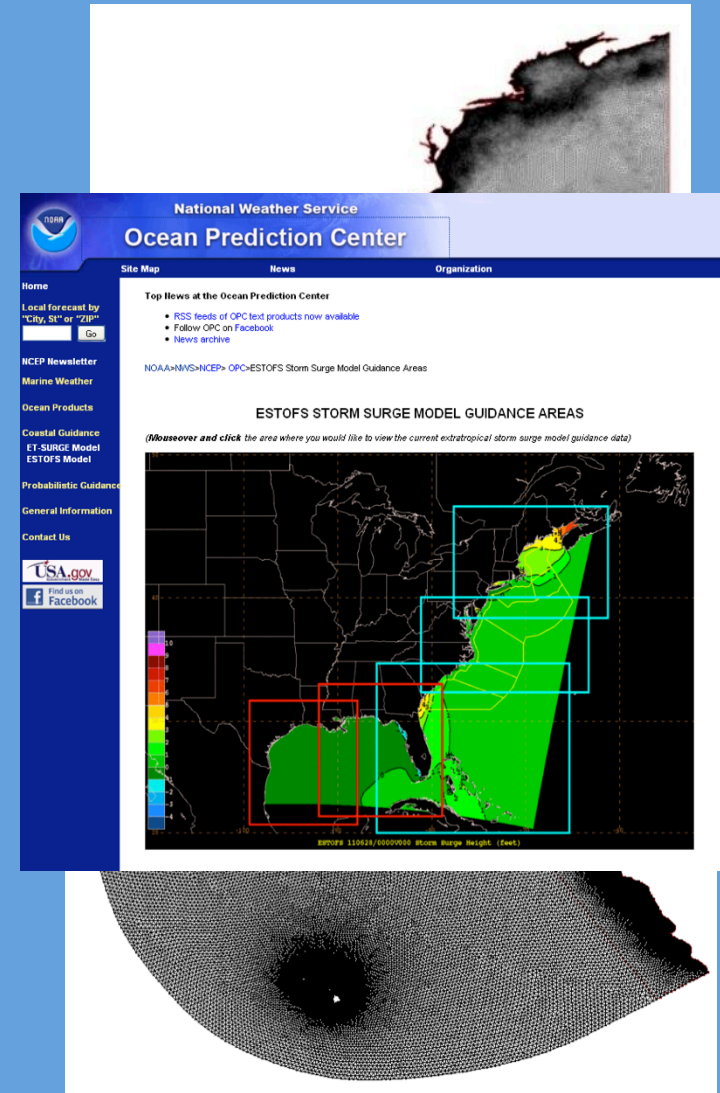 NOAA
National Weather Service
Ocean Prediction Center
Site Map News Organization
Home
Local forecast by
"City, St" or "ZIP"
Go
NCEP Newsletter
Marine Weather
Ocean Products
Coastal Guidance
ET-SURGE Model
ESTOFS Model
Probabilistic Guidance
General Information
Contact Us
USA.gov
Find us on
Facebook
Top News at the Ocean Prediction Center
RSS feeds of OPC text products now available
Follow OPC on Facebook
News archive
NOAA>NWS>NCEP> OPC>ESTOFS Storm Surge Model Guidance Areas
ESTOFS STORM SURGE MODEL GUIDANCE AREAS
(Mouseover and click the area where you would like to view the current extratropical storm surge model guidance data)
10
ESTOFS 110628/0000V000 Storm Surge Height (feet)